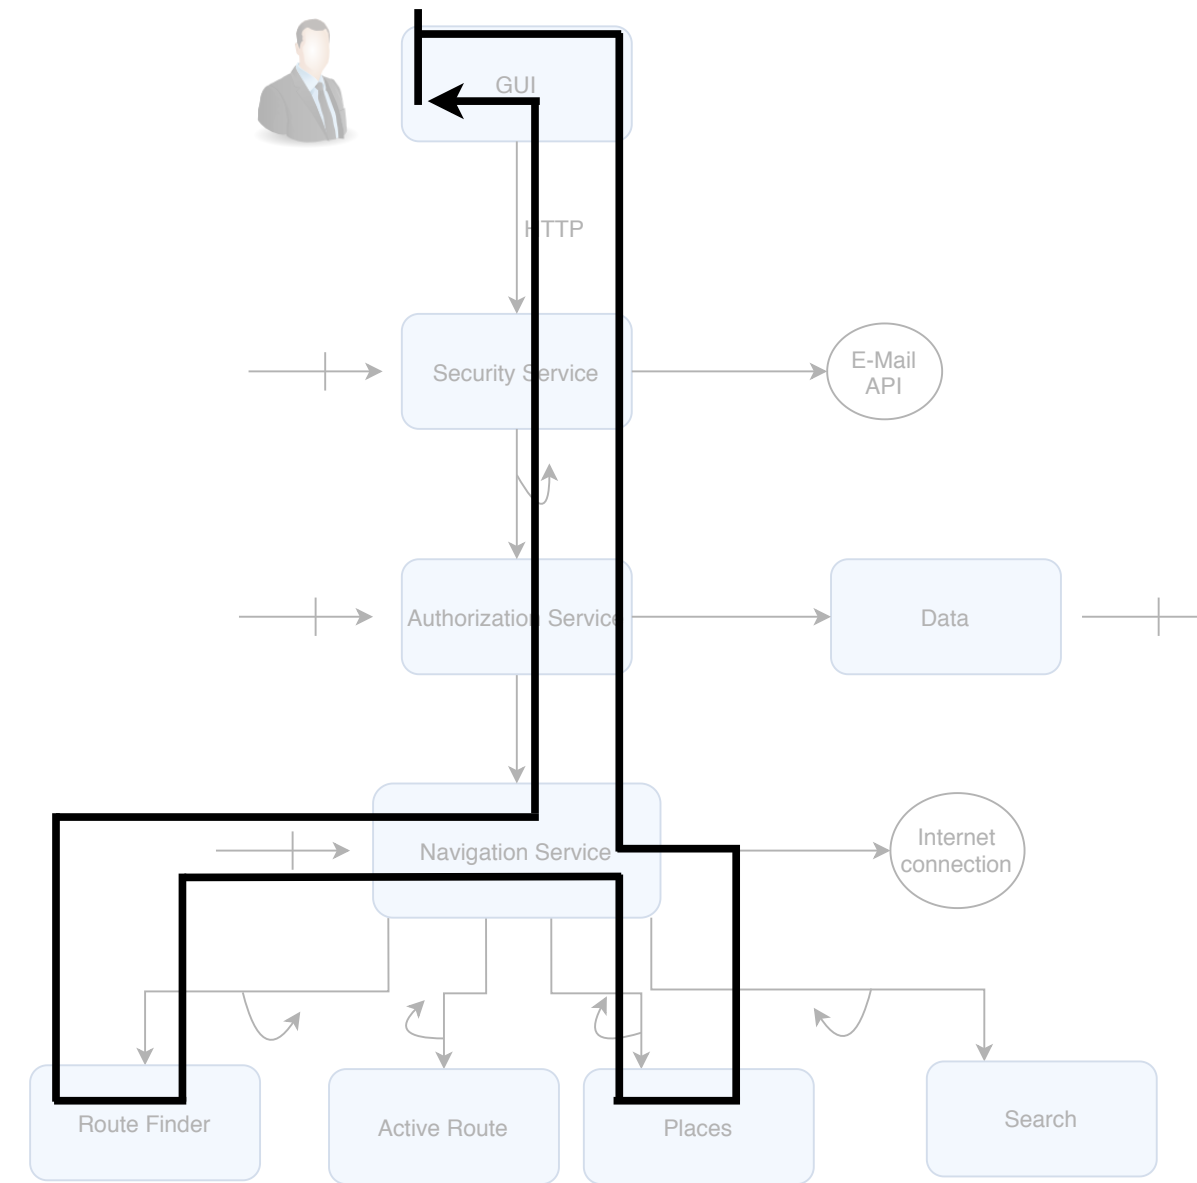 GUI
HTTP
Security Service
E-Mail
API
Authorization Service
Data
Navigation Service
Internet
connection
Route Finder
Active Route
Places
Search